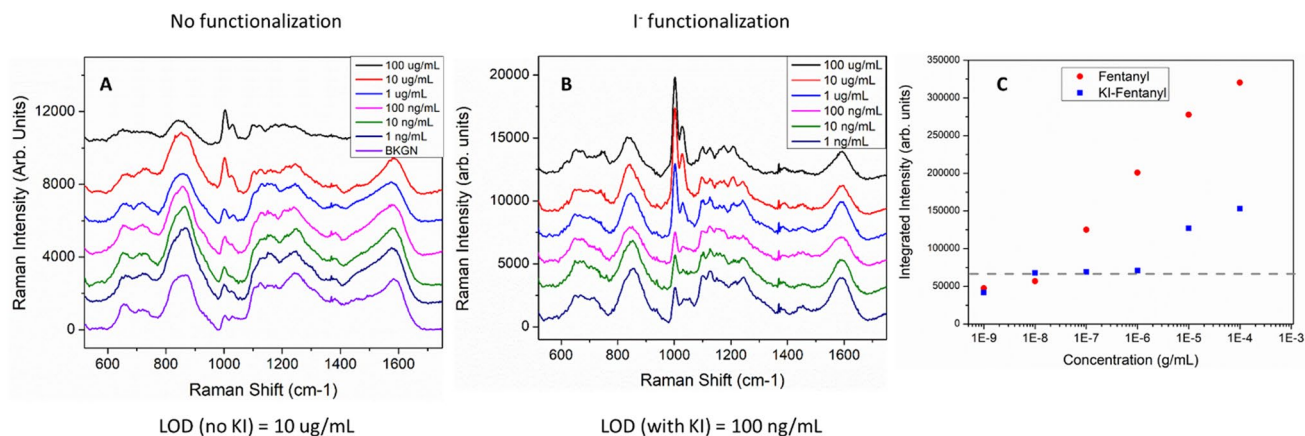 No functionalization
I- functionalization
A
100 ug/mL
10 ug/mL
1 ug/mL
100 ng/mL
10 ng/mL
1 ng/mL
BKGN
12000
8000
4000
0
Raman Intensity (Arb. Units)
600 800 1000 1200 1400 1600
Raman Shift (cm-1)
LOD (no KI) = 10 ug/mL
B
100 ug/mL
10 ug/mL
1 ug/mL
100 ng/mL
10 ng/mL
1 ng/mL
20000
15000
10000
5000
0
Raman Intensity (arb. units)
600 800 1000 1200 1400 1600
Raman Shift (cm-1)
LOD (with KI) = 100 ng/mL
C
Fentanyl
KI-Fentanyl
350000
300000
250000
200000
150000
100000
50000
0
Integrated Intensity (arb. units)
1E-9 1E-8 1E-7 1E-6 1E-5 1E-4 1E-3
Concentration (g/mL)